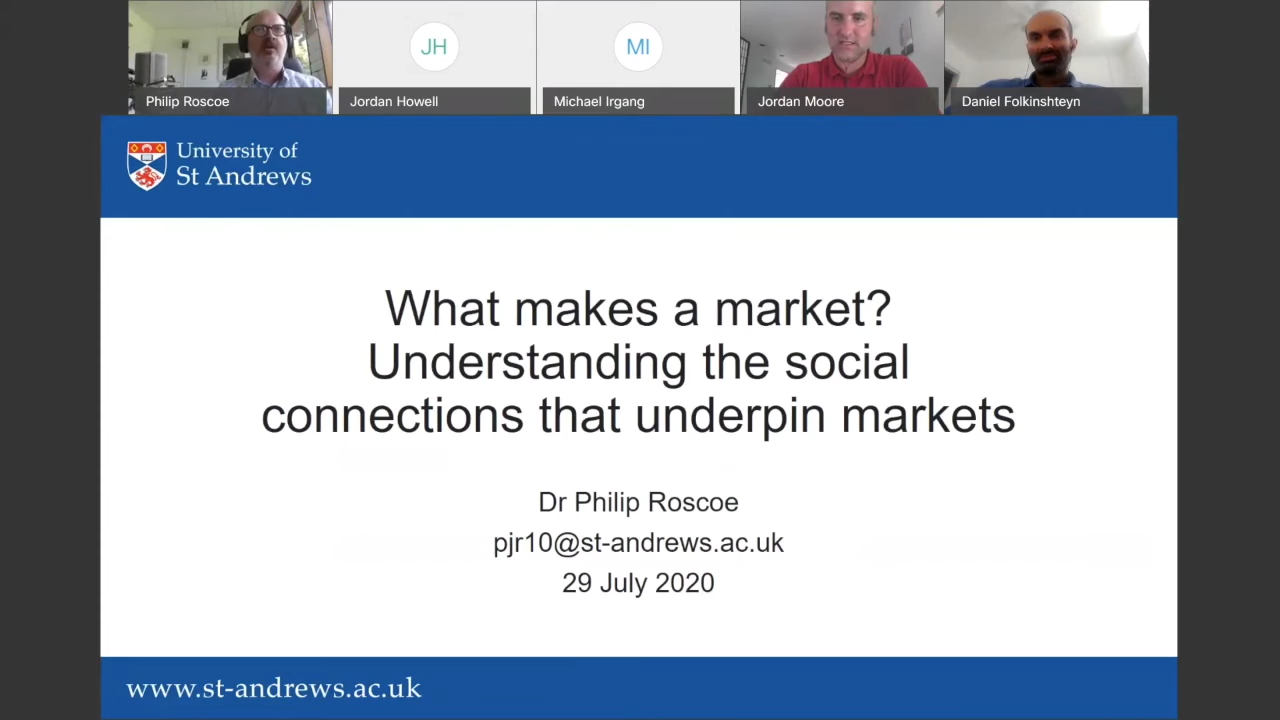 JH
MI
Philip Roscoe
Jordan Howell
Michael Irgang
Jordan Moore
Daniel Folkinshteyn
University of
St Andrews
What makes a market?
Understanding the social
connections that underpin markets
Dr Philip Roscoe
pjr10@st-andrews.ac.uk
29 July 2020
www.st-andrews.ac.uk